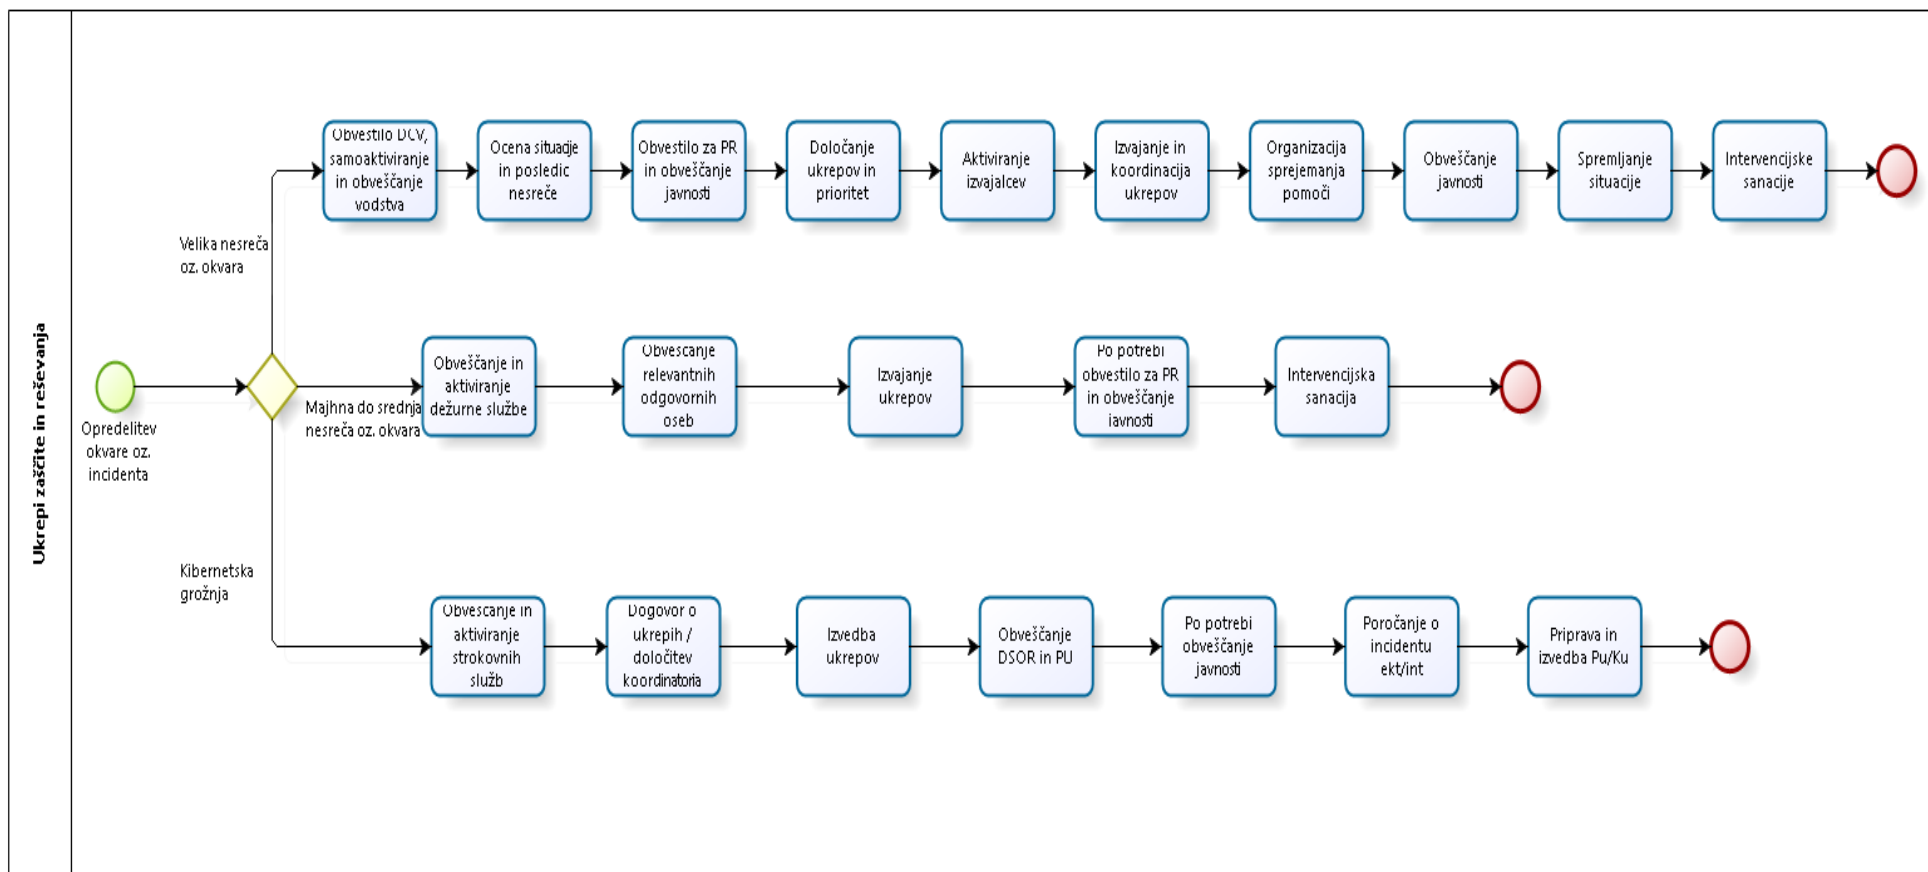 Ukrepi zaščite in reševanja
Opredelitev
okvare oz.
incidenta
Velika nesreča
oz. okvara
Obvestilo DCV,
samoaktiviranje
in obveščanje
vodstva
Ocena situacije
in posledic
nesreče
Obvestilo za PR
in obveščanje
javnosti
Določanje
ukrepov in
prioritet
Aktiviranje
izvajalcev
Izvajanje in
koordinacija
ukrepov
Organizacija
sprejemanja
pomoči
Obveščanje
javnosti
Spremljanje
situacije
Intervencijske
sanacije
Majhna do srednja
nesreča oz. okvara
Obveščanje in
aktiviranje
dežurne službe
Obveščanje
relevantnih
odgovornih
oseb
Izvajanje
ukrepov
Po potrebi
obvestilo za PR
in obveščanje
javnosti
Intervencijska
sanacija
Kibernetska
grožnja
Obveščanje in
aktiviranje
strokovnih
služb
Dogovor o
ukrepih /
določitev
koordinatorja
Izvedba
ukrepov
Obveščanje
DSOR in PU
Po potrebi
obveščanje
javnosti
Poročanje o
incidentu
ekt/int
Priprava in
izvedba Pu/Ku